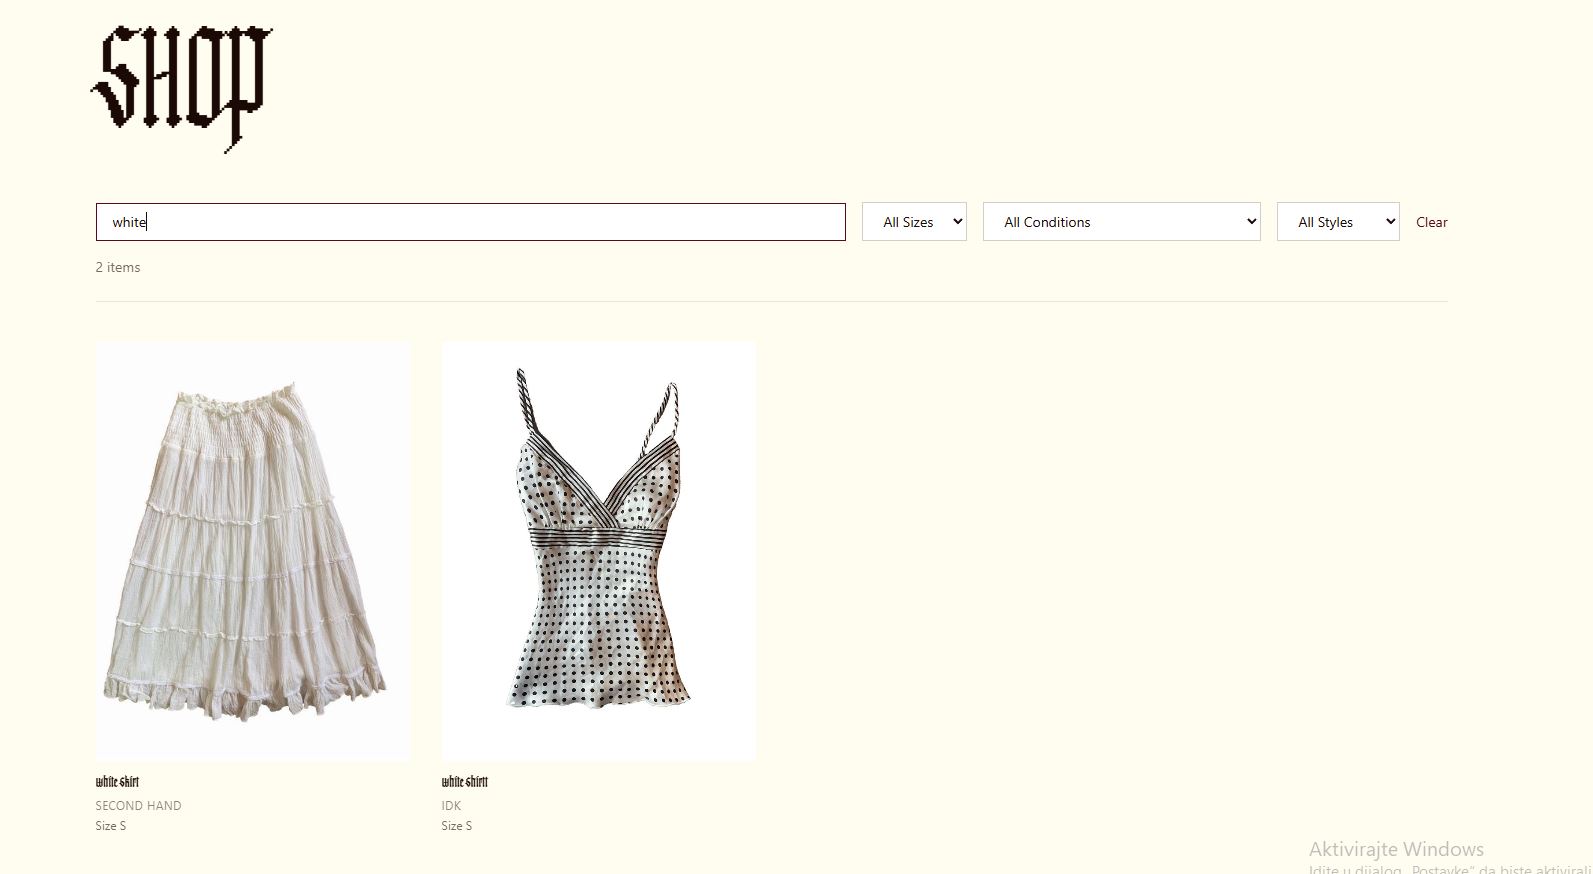 SHOP
white
All Sizes
All Conditions
All Styles
Clear
2 items
white skirt
SECOND HAND
Size S
white shirtt
IDK
Size S
Aktivirajte Windows
Idite u dijalog „Postavke“ da biste aktivirali